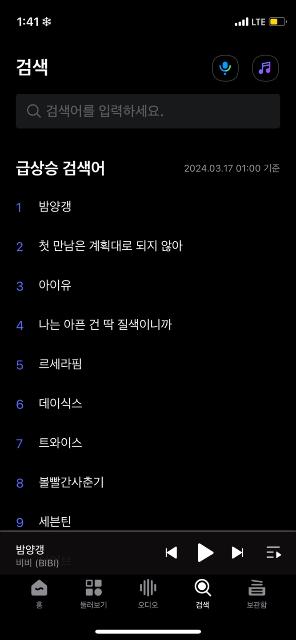 1:41
LTE
검색
검색어를 입력하세요.
급상승 검색어
2024.03.17 01:00 기준
1 밤양갱
2 첫 만남은 계획대로 되지 않아
3 아이유
4 나는 아픈 건 딱 질색이니까
5 르세라핌
6 데이식스
7 트와이스
8 볼빨간사춘기
9 세븐틴
밤양갱
비비 (BIBI)
홈
둘러보기
오디오
검색
보관함